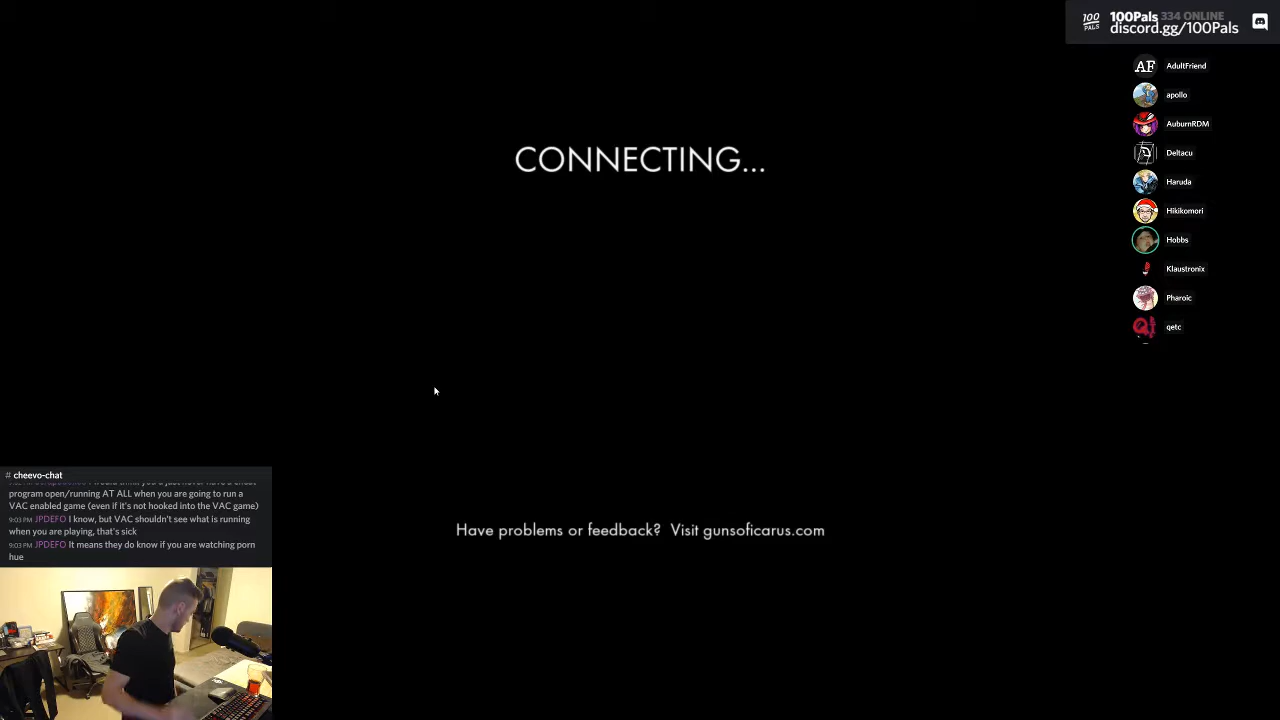 100
PALS
100Pals 334 ONLINE
discord.gg/100Pals
AF AdultFriend
apollo
AuburnRDM
Deltacu
Haruda
Hikikomori
Hobbs
Klaustronix
Pharoic
qetc
CONNECTING...
Have problems or feedback? Visit gunsoficarus.com
# cheevo-chat
program open/running AT ALL when you are going to run a
VAC enabled game (even if it's not hooked into the VAC game)
9:03 PM JPDEFO I know, but VAC shouldn't see what is running
when you are playing, that's sick
9:03 PM JPDEFO It means they do know if you are watching porn
hue